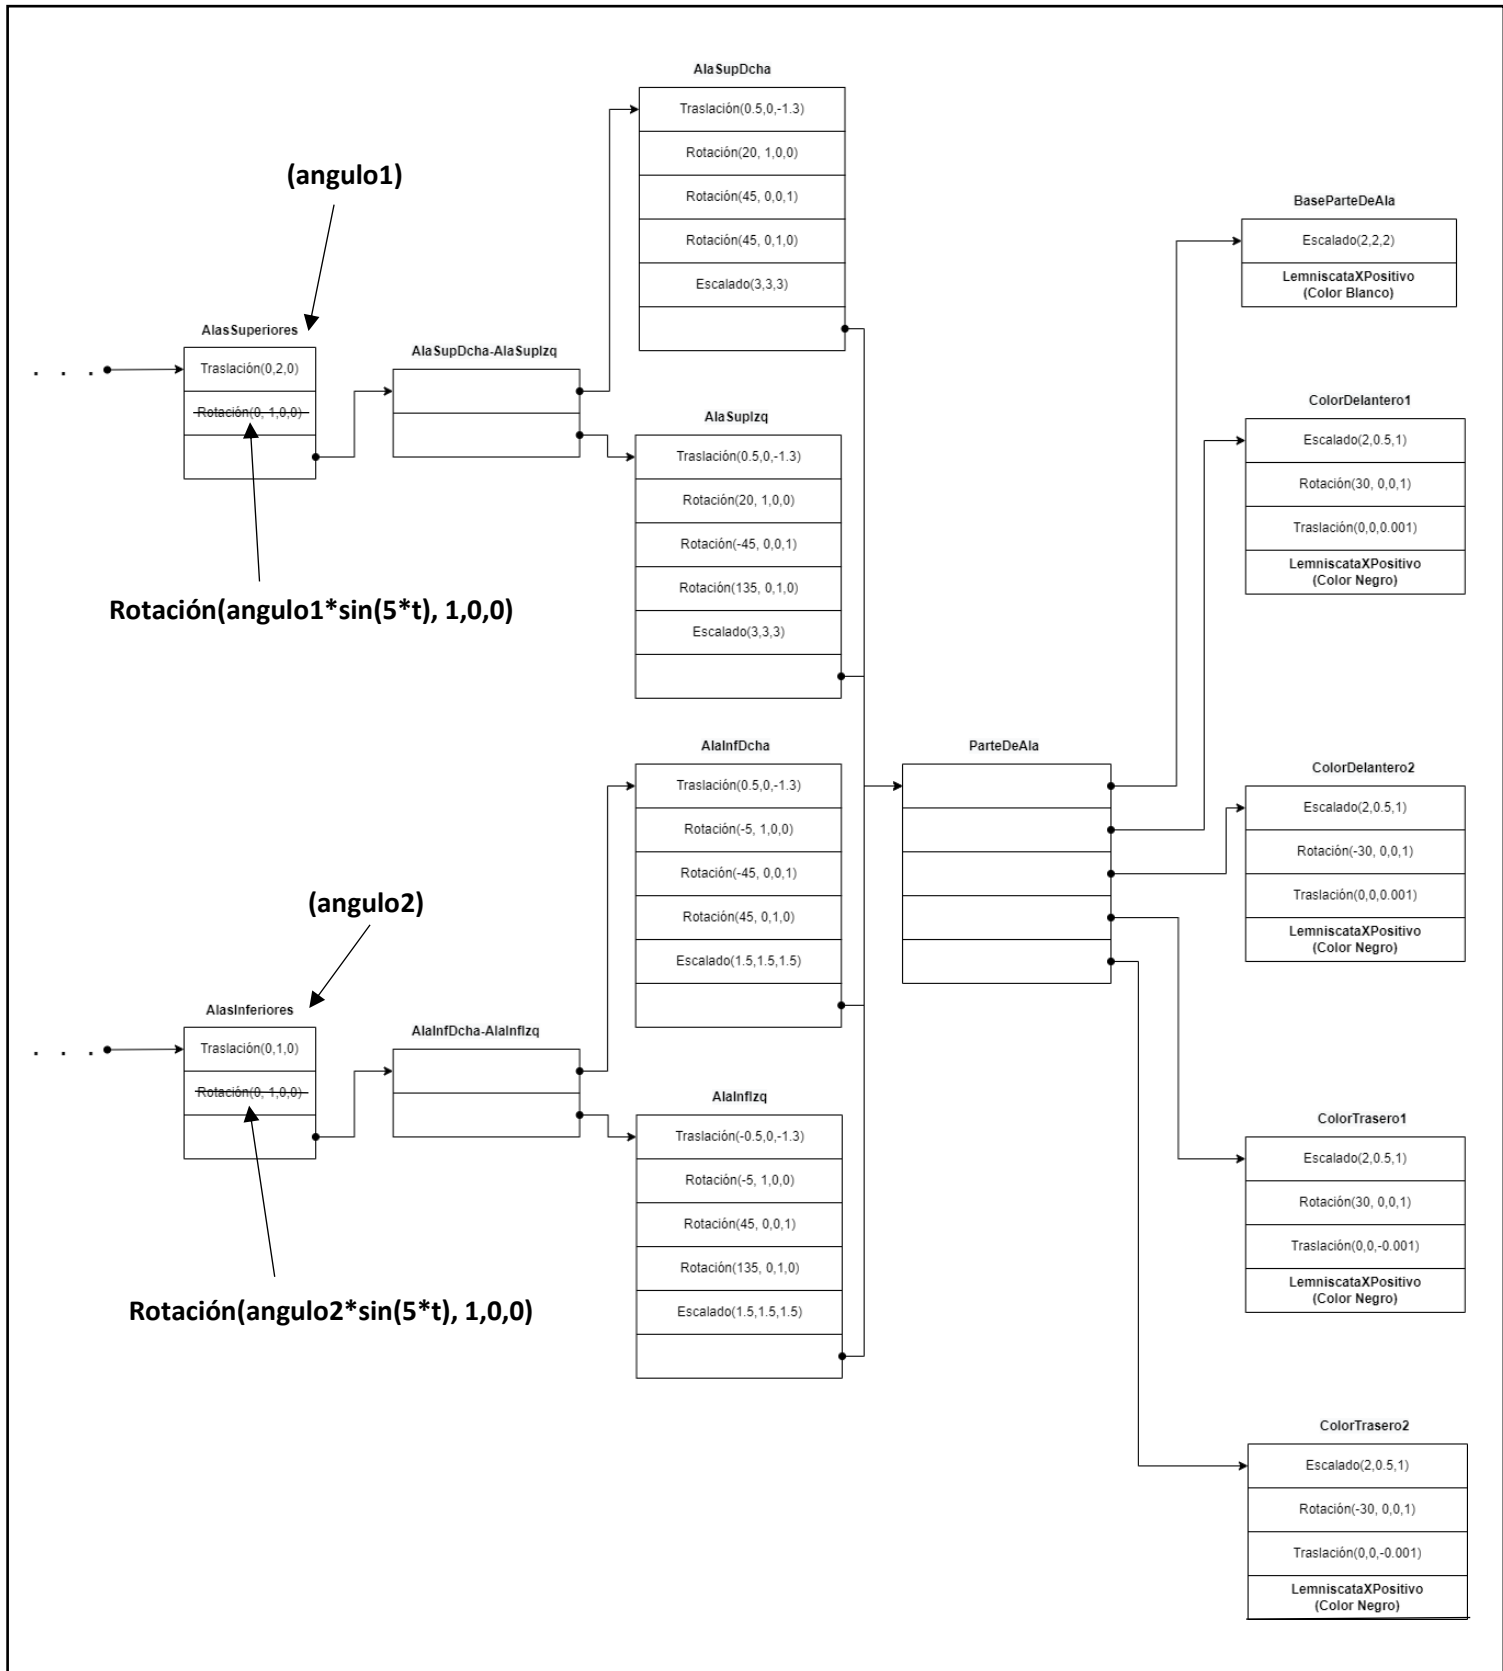 AlaSupDcha
Traslación(0.5,0,-1.3)
Rotación(20, 1,0,0)
Rotación(45, 0,0,1)
Rotación(45, 0,1,0)
Escalado(3,3,3)
(angulo1)
AlasSuperiores
. . .
Traslación(0,2,0)
Rotación(0, 1,0,0)
Rotación(angulo1*sin(5*t), 1,0,0)
AlaSupDcha-AlaSupIzq
AlaSupIzq
Traslación(0.5,0,-1.3)
Rotación(20, 1,0,0)
Rotación(-45, 0,0,1)
Rotación(135, 0,1,0)
Escalado(3,3,3)
AlaInfDcha
Traslación(0.5,0,-1.3)
Rotación(-5, 1,0,0)
Rotación(-45, 0,0,1)
Rotación(45, 0,1,0)
Escalado(1.5,1.5,1.5)
(angulo2)
AlasInferiores
. . .
Traslación(0,1,0)
Rotación(0, 1,0,0)
Rotación(angulo2*sin(5*t), 1,0,0)
AlaInfDcha-AlaInfIzq
AlaInfIzq
Traslación(-0.5,0,-1.3)
Rotación(-5, 1,0,0)
Rotación(45, 0,0,1)
Rotación(135, 0,1,0)
Escalado(1.5,1.5,1.5)
ParteDeAla
BaseParteDeAla
Escalado(2,2,2)
LemniscataXPositivo
(Color Blanco)
ColorDelantero1
Escalado(2,0.5,1)
Rotación(30, 0,0,1)
Traslación(0,0,0.001)
LemniscataXPositivo
(Color Negro)
ColorDelantero2
Escalado(2,0.5,1)
Rotación(-30, 0,0,1)
Traslación(0,0,0.001)
LemniscataXPositivo
(Color Negro)
ColorTrasero1
Escalado(2,0.5,1)
Rotación(30, 0,0,1)
Traslación(0,0,-0.001)
LemniscataXPositivo
(Color Negro)
ColorTrasero2
Escalado(2,0.5,1)
Rotación(-30, 0,0,1)
Traslación(0,0,-0.001)
LemniscataXPositivo
(Color Negro)